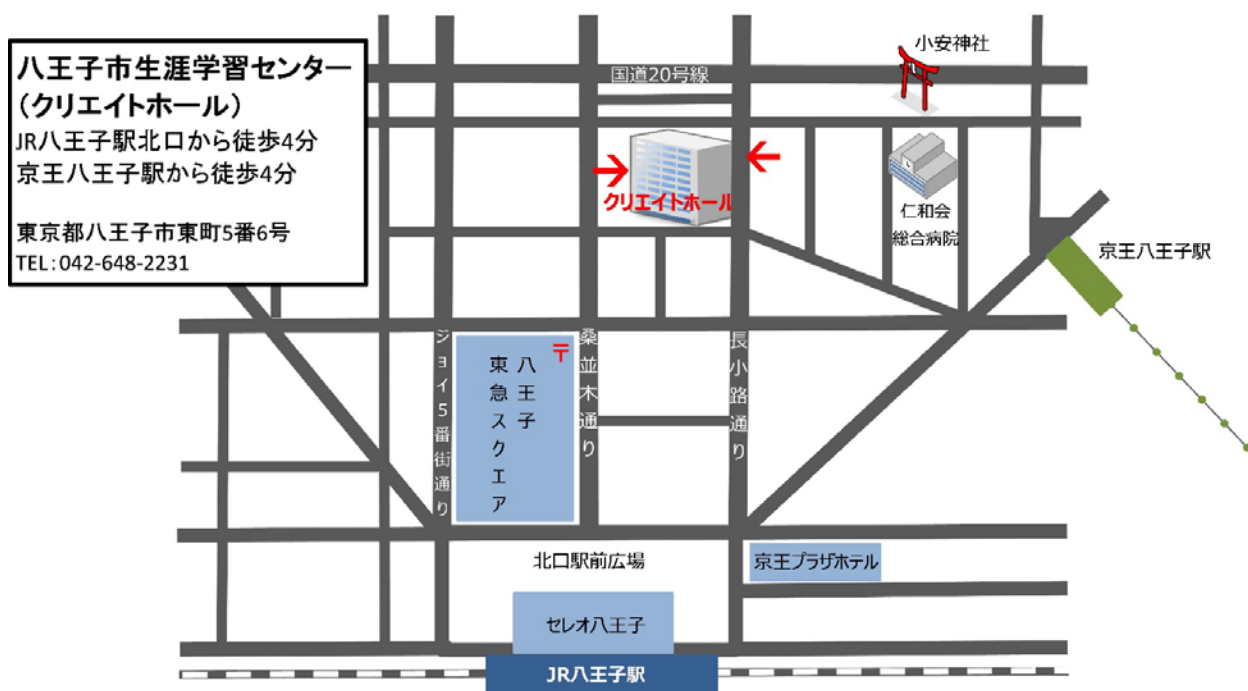 八王子市生涯学習センター
（クリエイトホール）
JR八王子駅北口から徒歩4分
京王八王子駅から徒歩4分
東京都八王子市東町5番6号
TEL：042-648-2231
小安神社
国道20号線
クリエイトホール
仁和会
総合病院
京王八王子駅
ジョイ5番街通り
八王子
東急スクエア
〒
桑並木通り
長小路通り
北口駅前広場
京王プラザホテル
セレオ八王子
JR八王子駅